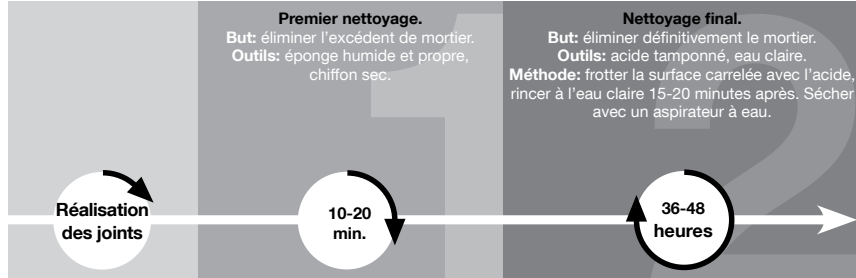 Premier nettoyage.
But: éliminer l'excédent de mortier.
Outils: éponge humide et propre,
chiffon sec.
Nettoyage final.
But: éliminer définitivement le mortier.
Outils: acide tamponné, eau claire.
Méthode: frotter la surface carrelée avec l'acide,
rincer à l'eau claire 15-20 minutes après. Sécher
avec un aspirateur à eau.
1
2
Réalisation
des joints
10-20
min.
36-48
heures